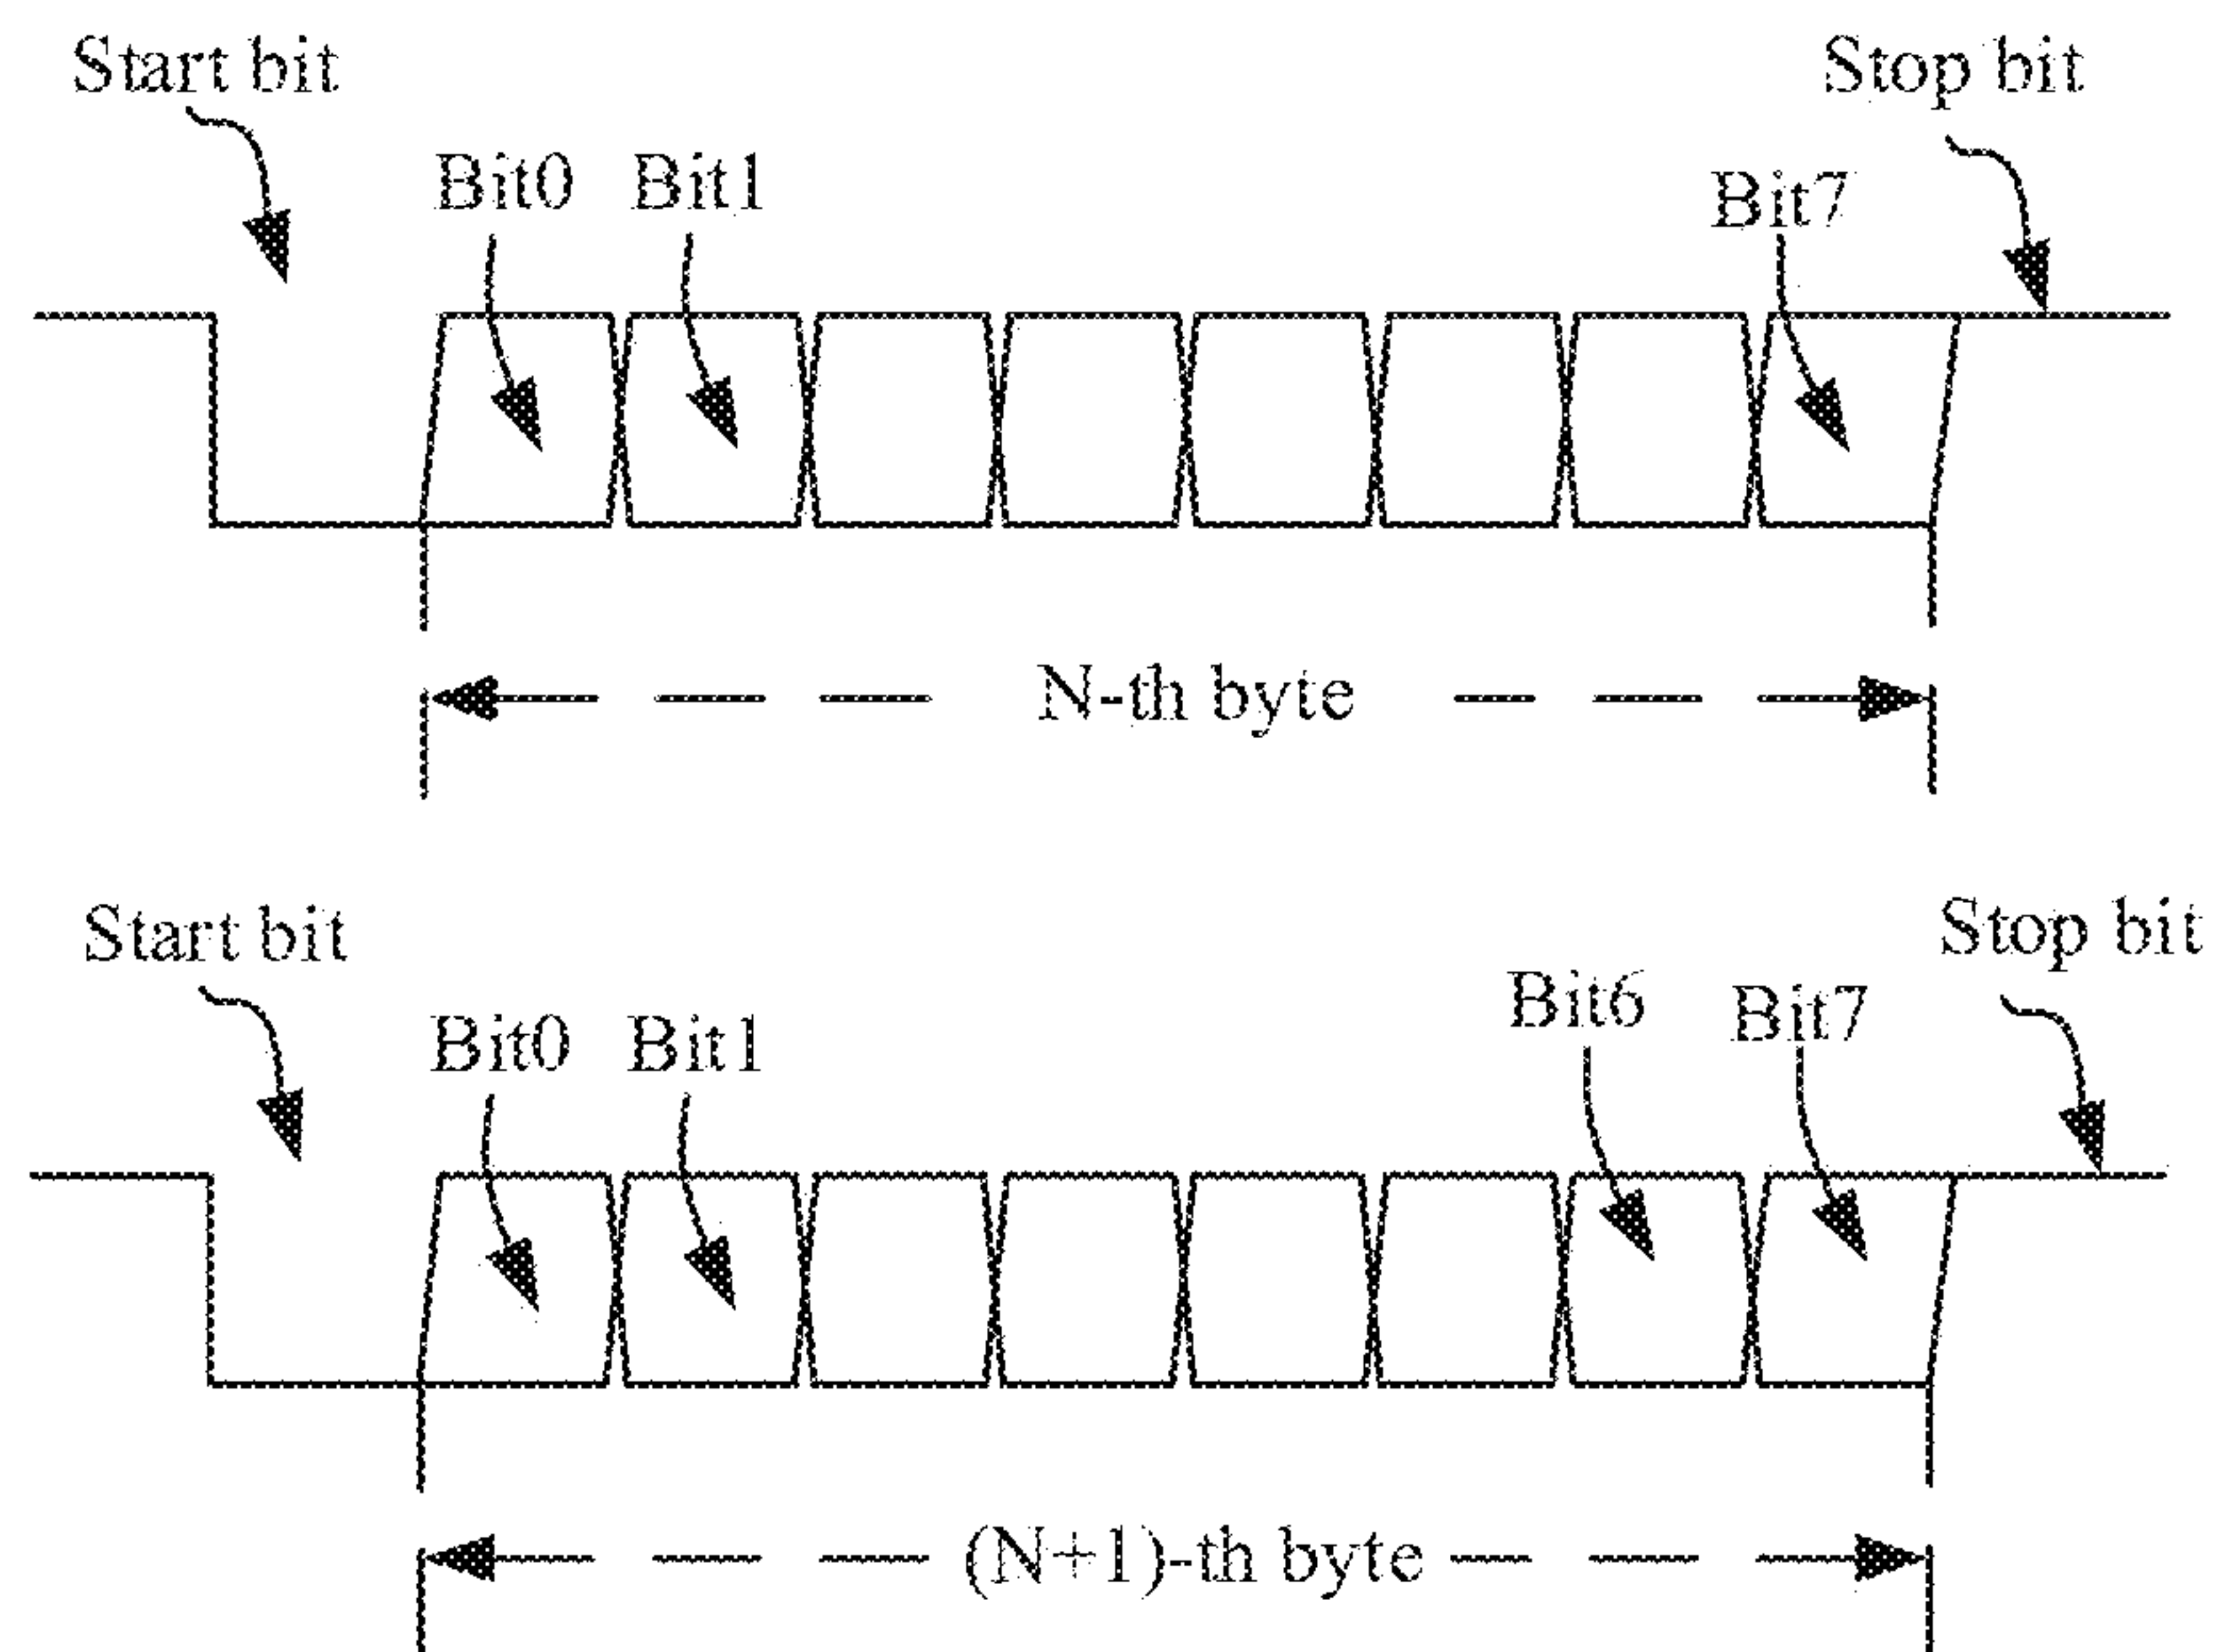 Start bit
Stop bit
Bit0
Bit1
Bit7
N-th byte
Start bit
Stop bit
Bit6
Bit7
Bit0
Bit1
(N+1)-th byte